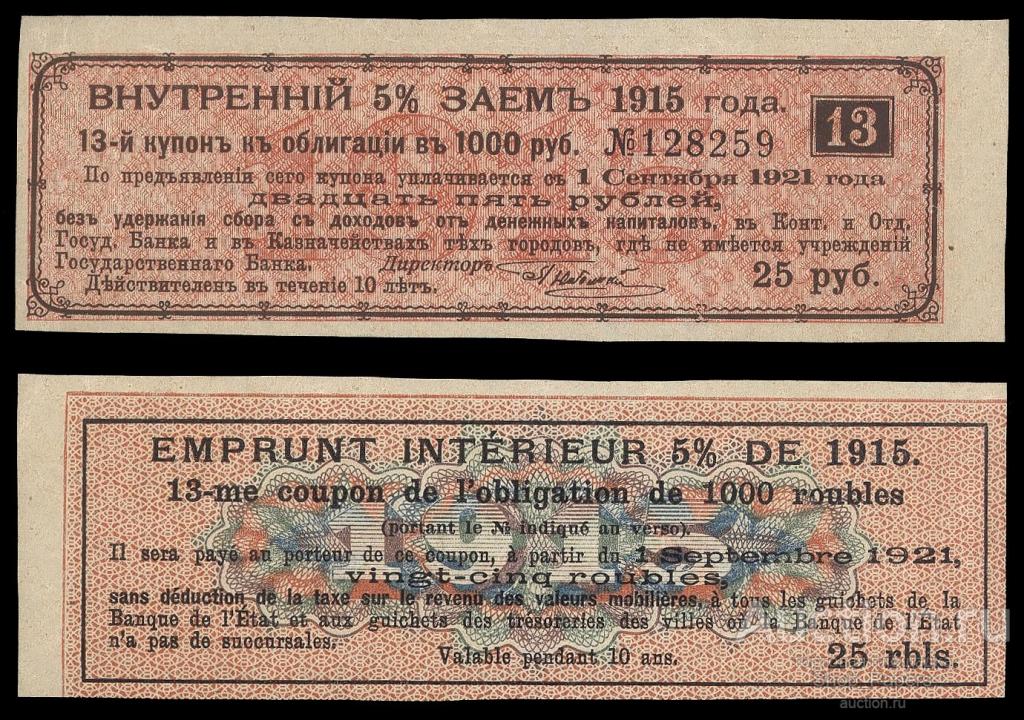 ВНУТРЕННІЙ 5% ЗАЕМЪ 1915 года.
13
13-й купонъ къ облигаціи въ 1000 руб. №128259
По предъявленіи сего купона уплачивается съ 1 Сентября 1921 года
двадцать пять рублей,
безъ удержанія сбора съ доходовъ отъ денежныхъ капиталовъ, въ Конт. и Отд.
Госуд. Банка и въ Казначействахъ тѣхъ городовъ, гдѣ не имѣется учрежденій
Государственнаго Банка. Директоръ
Дѣйствителенъ въ теченіе 10 лѣтъ. 25 руб.
EMPRUNT INTÉRIEUR 5% DE 1915.
13-me coupon de l'obligation de 1000 roubles
(portant le № indiqué au verso).
Il sera payé au porteur de ce coupon, à partir du 1 Septembre 1921,
vingt-cinq roubles,
sans déduction de la taxe sur le revenu des valeurs mobilières, à tous les guichets de la
Banque de l'État et aux guichets des trésoreries des villes où la Banque de l'État
n'a pas de succursales.
Valable pendant 10 ans. 25 rbls.
1915
auction.ru